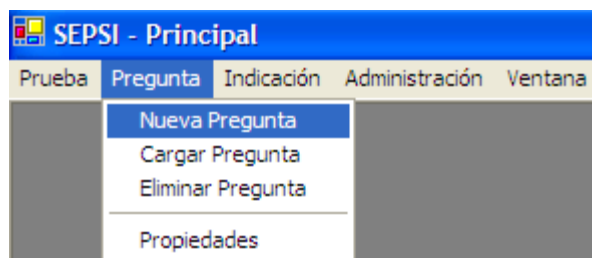 SEPSI - Principal
Prueba Pregunta Indicación Administración Ventana
Nueva Pregunta
Cargar Pregunta
Eliminar Pregunta
Propiedades